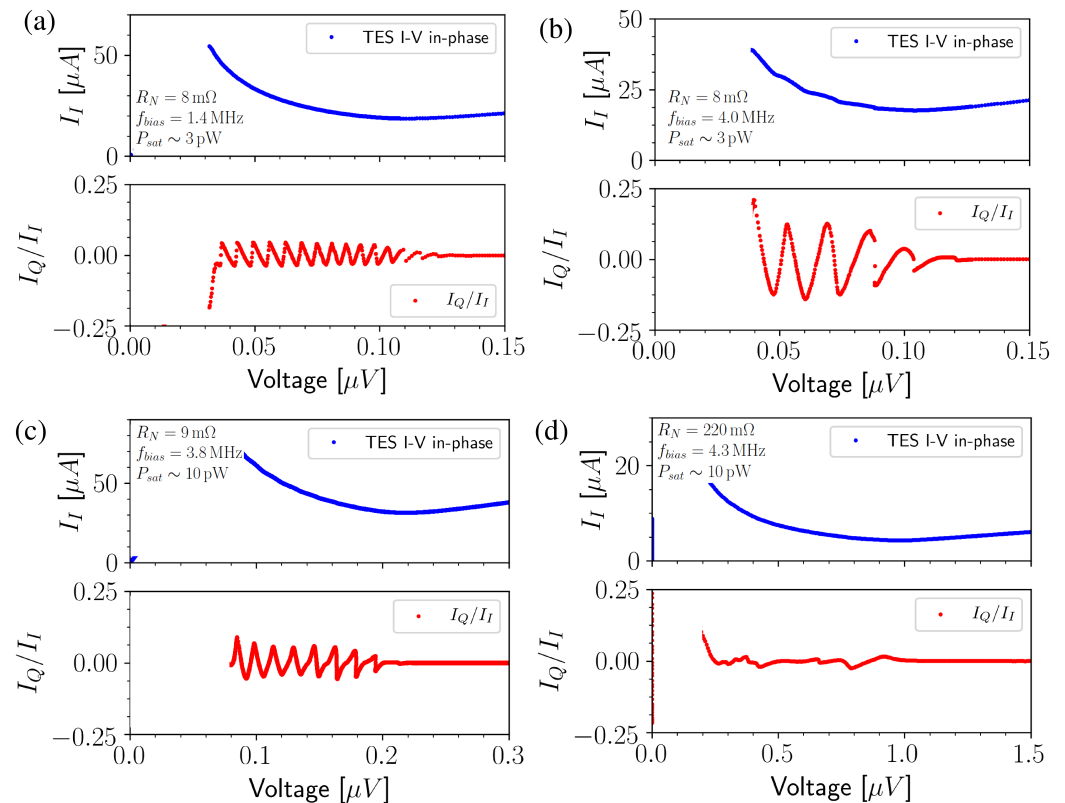 (a)
50
0
I_I [μA]
TES I-V in-phase
R_N = 8 mΩ
f_bias = 1.4 MHz
P_sat ∼ 3 pW
0.25
0.00
−0.25
I_Q/I_I
I_Q/I_I
0.00 0.05 0.10 0.15
Voltage [μV]
(b)
50
25
0
I_I [μA]
TES I-V in-phase
R_N = 8 mΩ
f_bias = 4.0 MHz
P_sat ∼ 3 pW
0.25
0.00
−0.25
I_Q/I_I
I_Q/I_I
0.00 0.05 0.10 0.15
Voltage [μV]
(c)
50
0
I_I [μA]
R_N = 9 mΩ
f_bias = 3.8 MHz
P_sat ∼ 10 pW
TES I-V in-phase
0.25
0.00
−0.25
I_Q/I_I
I_Q/I_I
0.0 0.1 0.2 0.3
Voltage [μV]
(d)
20
0
I_I [μA]
R_N = 220 mΩ
f_bias = 4.3 MHz
P_sat ∼ 10 pW
TES I-V in-phase
0.25
0.00
−0.25
I_Q/I_I
I_Q/I_I
0.0 0.5 1.0 1.5
Voltage [μV]